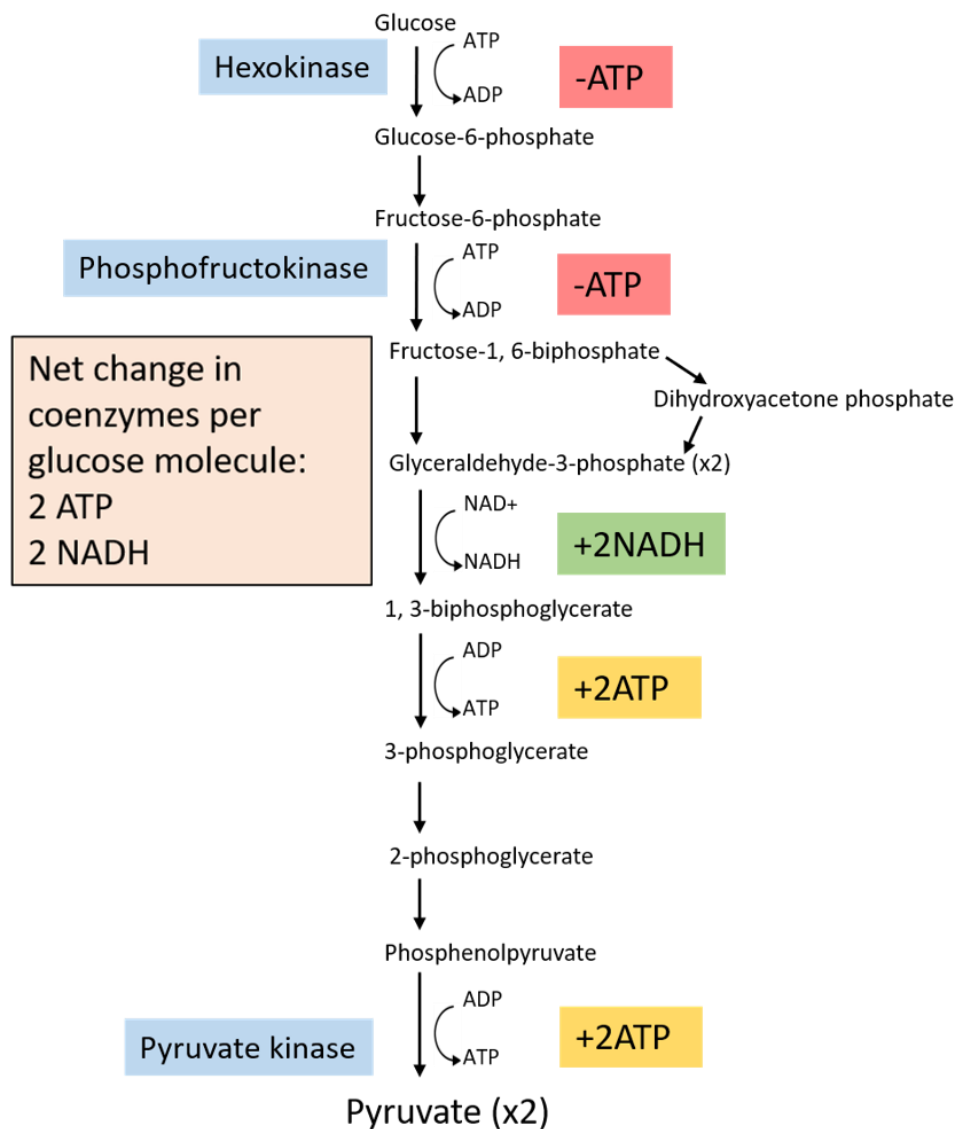 Glucose
Hexokinase
ATP
ADP
-ATP
Glucose-6-phosphate
Fructose-6-phosphate
Phosphofructokinase
ATP
ADP
-ATP
Fructose-1, 6-biphosphate
Dihydroxyacetone phosphate
Net change in
coenzymes per
glucose molecule:
2 ATP
2 NADH
Glyceraldehyde-3-phosphate (x2)
NAD+
NADH
+2NADH
1, 3-biphosphoglycerate
ADP
ATP
+2ATP
3-phosphoglycerate
2-phosphoglycerate
Phosphenolpyruvate
Pyruvate kinase
ADP
ATP
+2ATP
Pyruvate (x2)